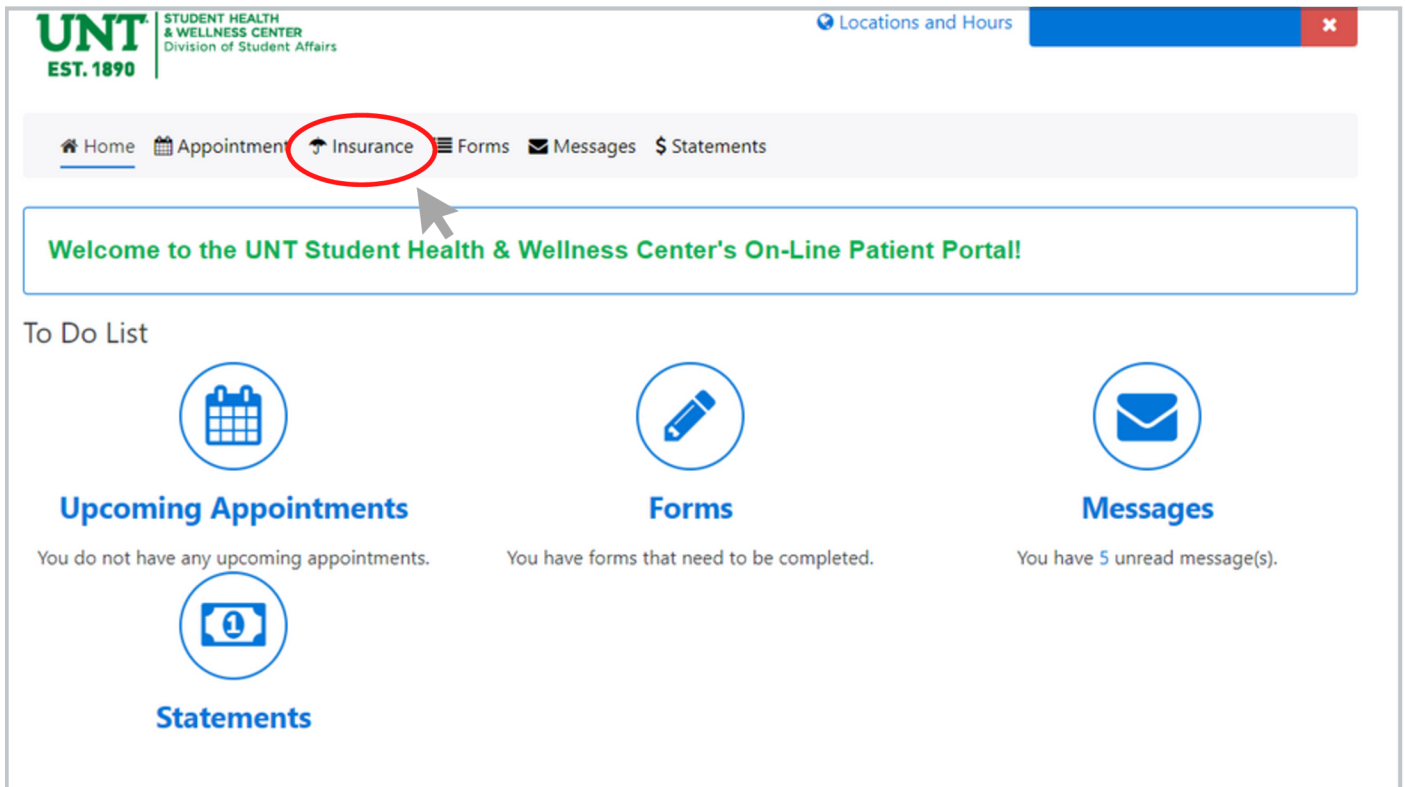 UNT
EST. 1890
STUDENT HEALTH
& WELLNESS CENTER
Division of Student Affairs
Locations and Hours
Home Appointment Insurance Forms Messages $ Statements
Welcome to the UNT Student Health & Wellness Center's On-Line Patient Portal!
To Do List
Upcoming Appointments
You do not have any upcoming appointments.
Forms
You have forms that need to be completed.
Messages
You have 5 unread message(s).
1
Statements